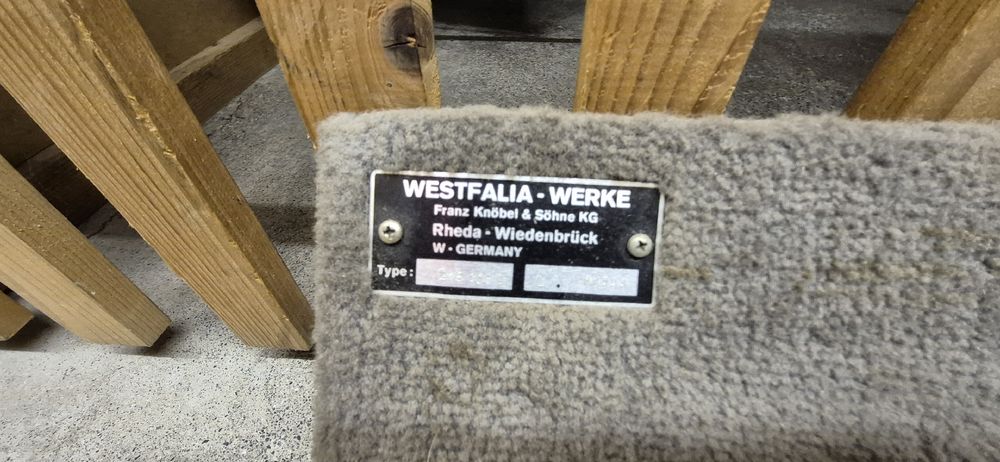 WESTFALIA - WERKE
Franz Knöbel & Söhne KG
Rheda - Wiedenbrück
W - GERMANY
Type :